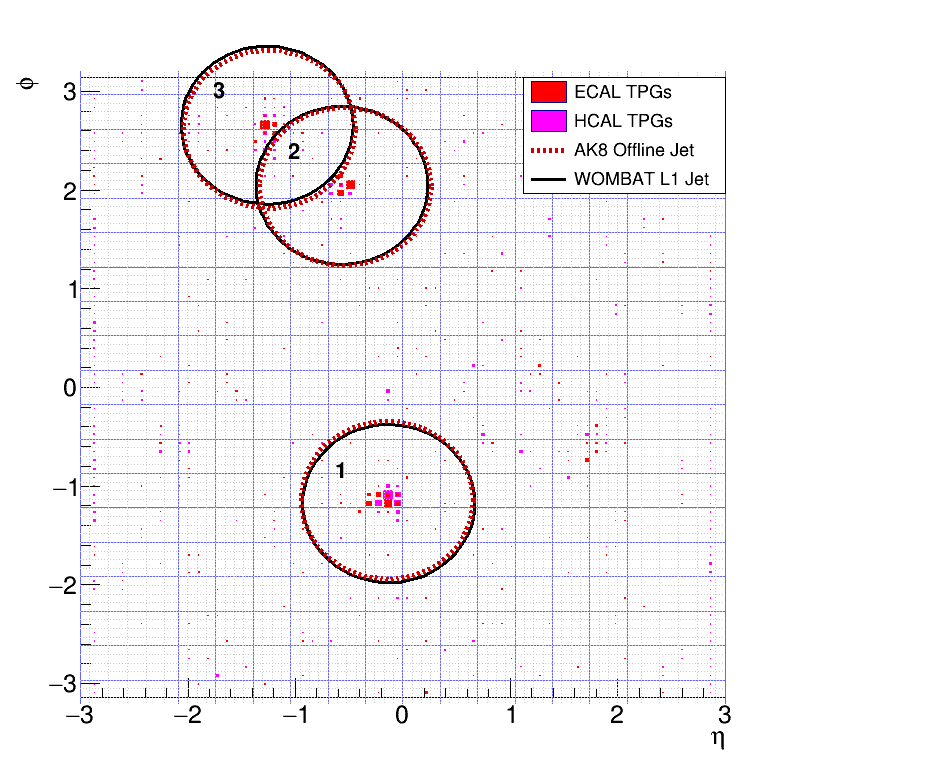 ϕ
3
2
1
0
−1
−2
−3
3
2
1
ECAL TPGs
HCAL TPGs
AK8 Offline Jet
WOMBAT L1 Jet
−3 −2 −1 0 1 2 3
η